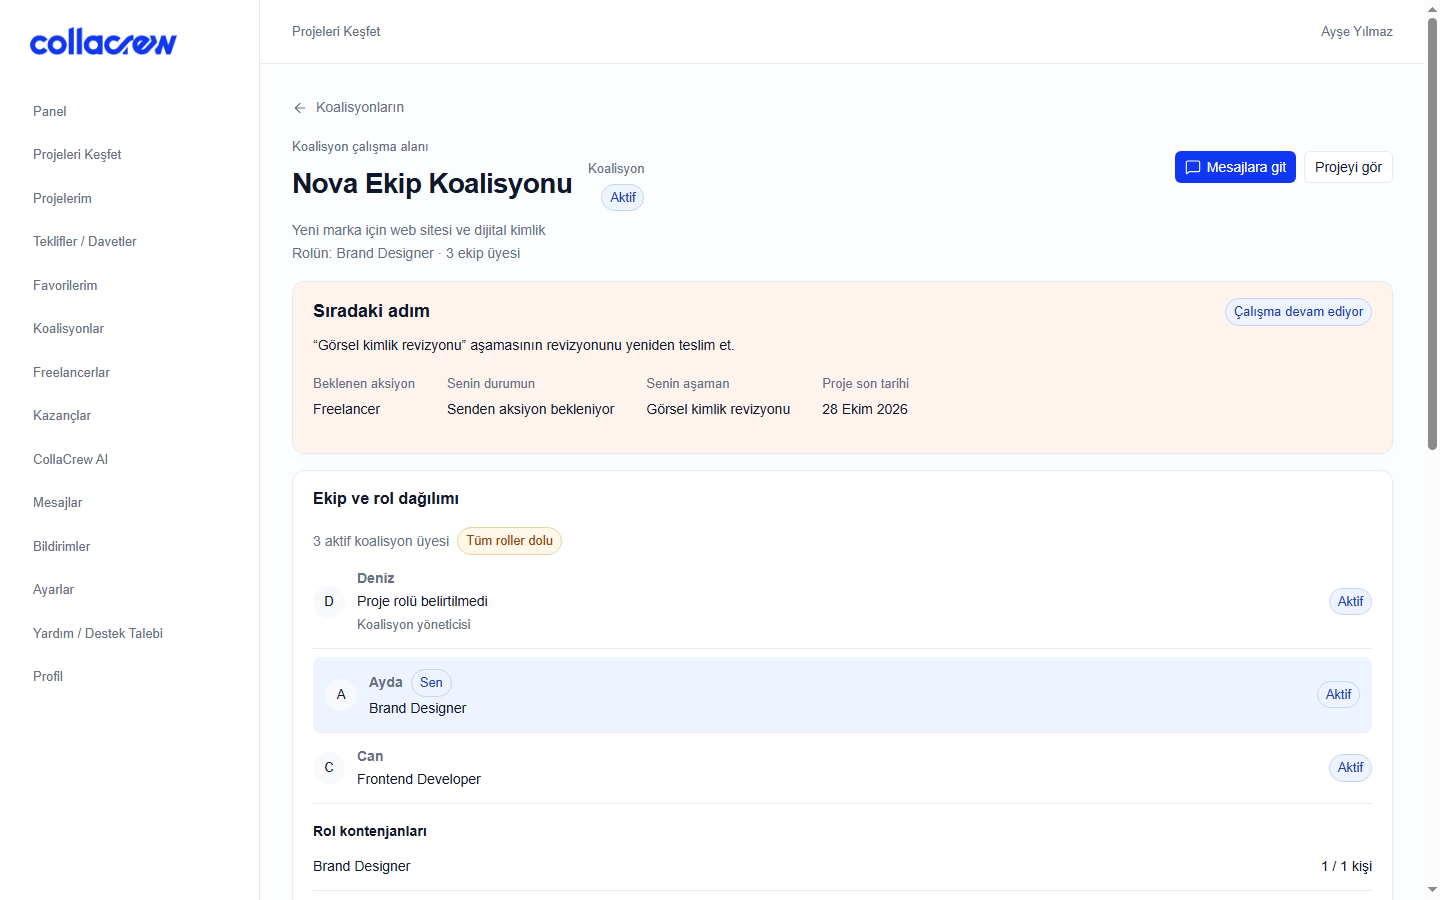 collacrew
Projeleri Keşfet
Ayşe Yılmaz
Panel
Projeleri Keşfet
Projelerim
Teklifler / Davetler
Favorilerim
Koalisyonlar
Freelancerlar
Kazançlar
CollaCrew AI
Mesajlar
Bildirimler
Ayarlar
Yardım / Destek Talebi
Profil
← Koalisyonların
Koalisyon çalışma alanı
Nova Ekip Koalisyonu
Koalisyon
Aktif
Mesajlara git
Projeyi gör
Yeni marka için web sitesi ve dijital kimlik
Rolün: Brand Designer · 3 ekip üyesi
Sıradaki adım
Çalışma devam ediyor
“Görsel kimlik revizyonu” aşamasının revizyonunu yeniden teslim et.
Beklenen aksiyon
Freelancer
Senin durumun
Senden aksiyon bekleniyor
Senin aşaman
Görsel kimlik revizyonu
Proje son tarihi
28 Ekim 2026
Ekip ve rol dağılımı
3 aktif koalisyon üyesi Tüm roller dolu
D
Deniz
Proje rolü belirtilmedi
Koalisyon yöneticisi
Aktif
A
Ayda Sen
Brand Designer
Aktif
C
Can
Frontend Developer
Aktif
Rol kontenjanları
Brand Designer 1 / 1 kişi